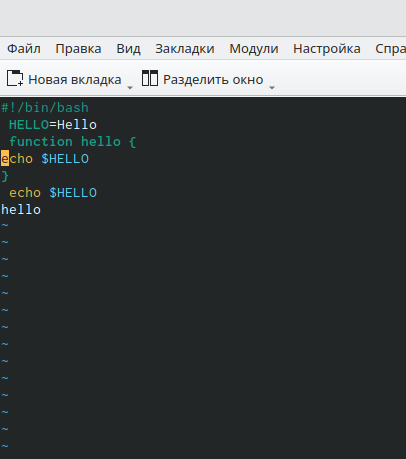 Файл Правка Вид Закладки Модули Настройка Спра
Новая вкладка Разделить окно
#!/bin/bash
 HELLO=Hello
 function hello {
echo $HELLO
}
 echo $HELLO
hello
~
~
~
~
~
~
~
~
~
~
~
~
~
~